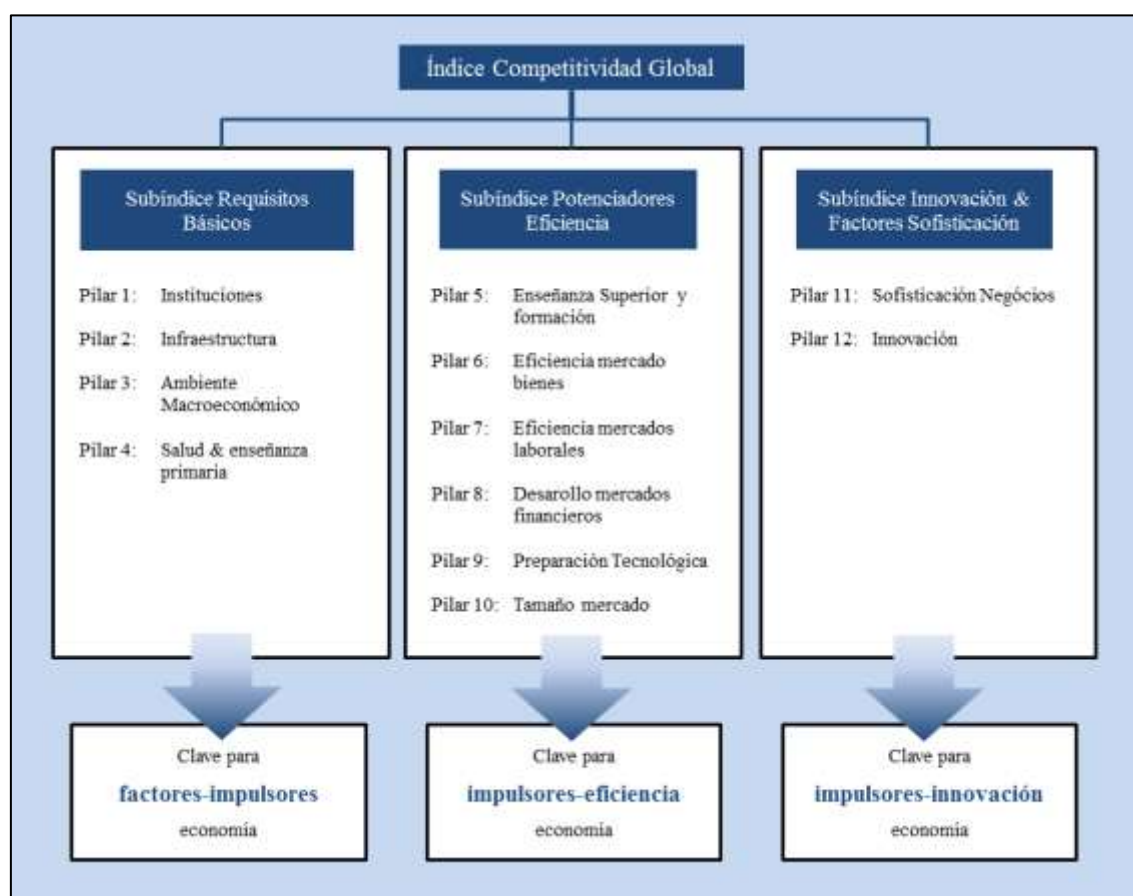 Índice Competitividad Global
Subíndice Requisitos
Básicos
Pilar 1: Instituciones
Pilar 2: Infraestructura
Pilar 3: Ambiente
Macroeconómico
Pilar 4: Salud & enseñanza
primaria
Subíndice Potenciadores
Eficiencia
Pilar 5: Enseñanza Superior y
formación
Pilar 6: Eficiencia mercado
bienes
Pilar 7: Eficiencia mercados
laborales
Pilar 8: Desarollo mercados
financieros
Pilar 9: Preparación Tecnológica
Pilar 10: Tamaño mercado
Subíndice Innovación &
Factores Sofisticación
Pilar 11: Sofisticación Negócios
Pilar 12: Innovación
Clave para
factores-impulsores
economía
Clave para
impulsores-eficiencia
economía
Clave para
impulsores-innovación
economía